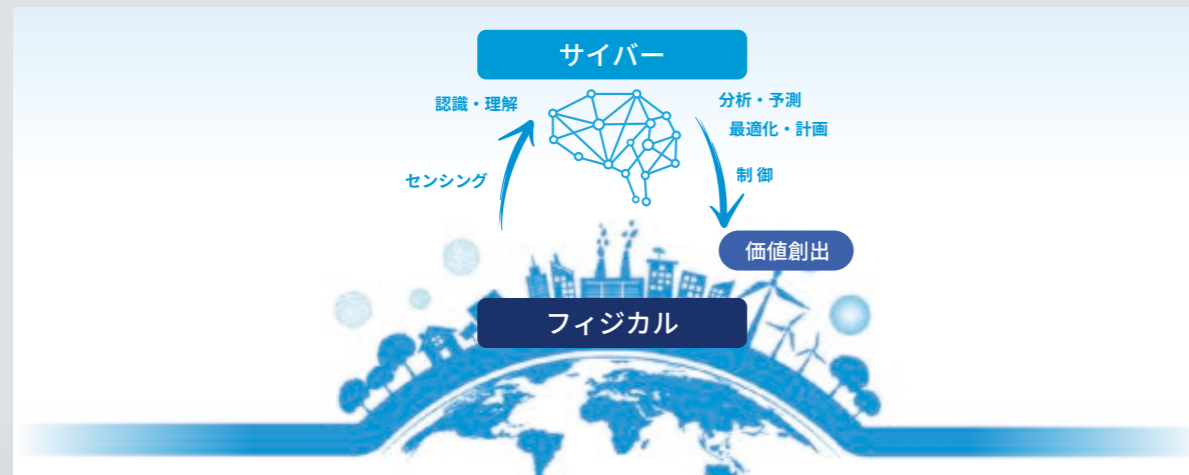 サイバー
認識・理解
センシング
分析・予測
最適化・計画
制御
価値創出
フィジカル